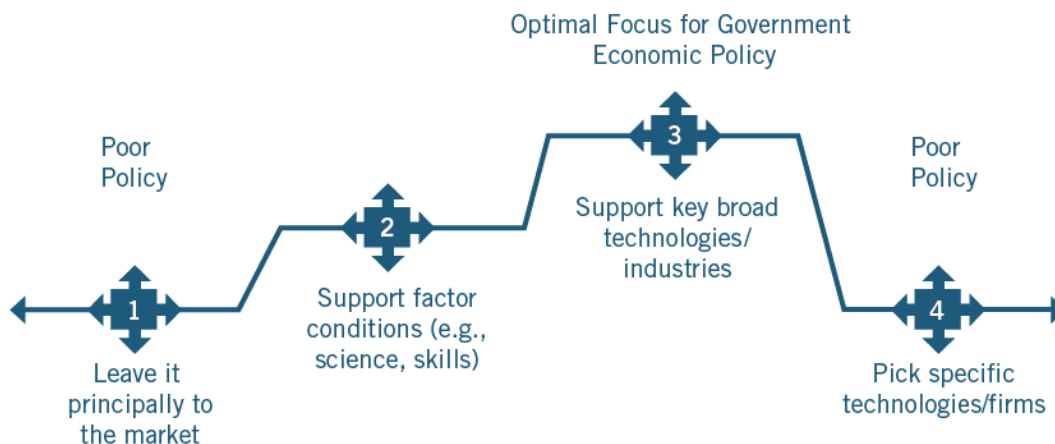 Optimal Focus for Government
Economic Policy
Poor
Policy
3
Poor
Policy
2
Support key broad
technologies/
industries
1
Support factor
conditions (e.g.,
science, skills)
4
Leave it
principally to
the market
Pick specific
technologies/firms